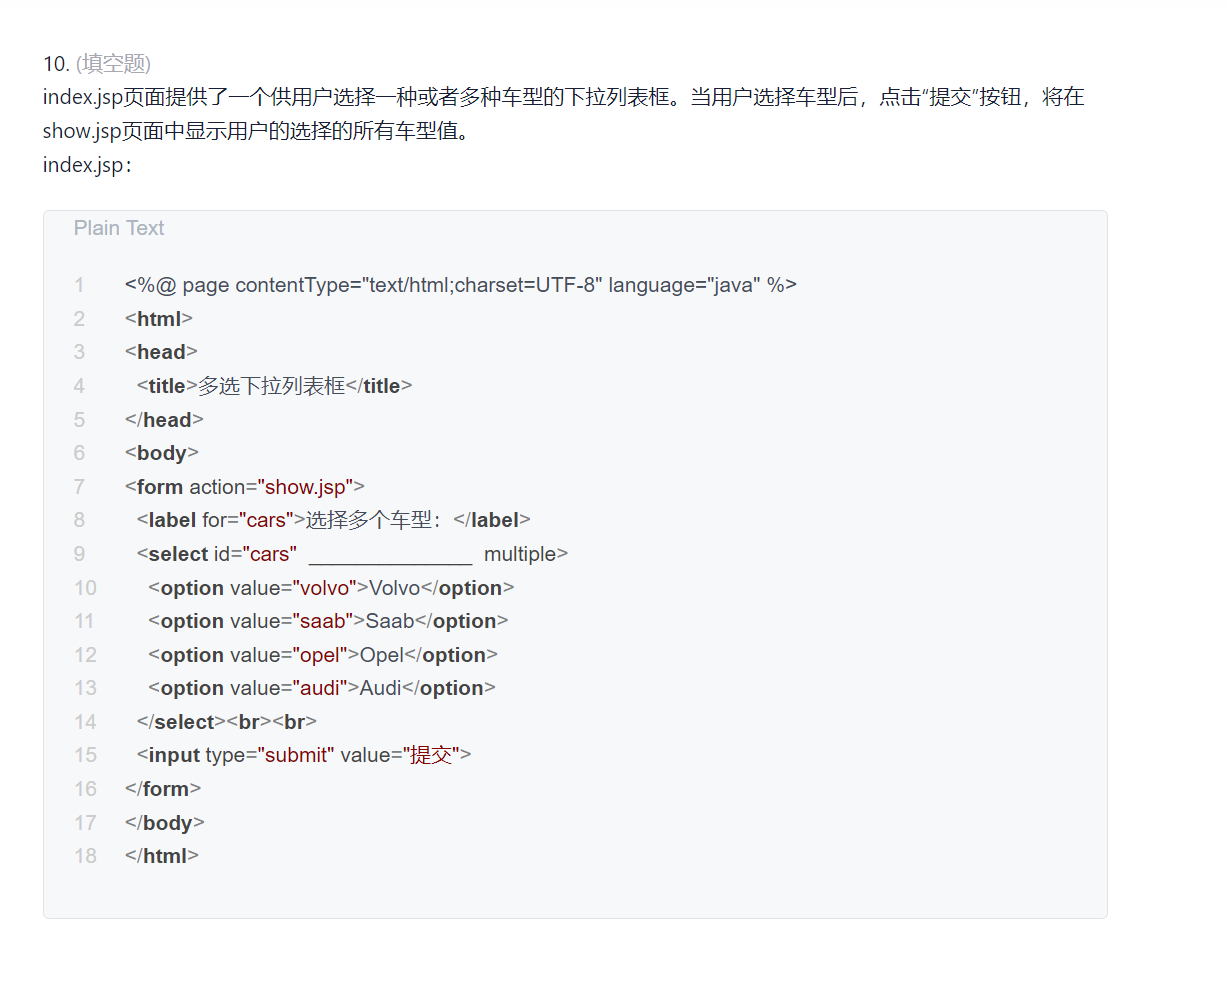 10. (填空题)
index.jsp页面提供了一个供用户选择一种或者多种车型的下拉列表框。当用户选择车型后，点击“提交”按钮，将在
show.jsp页面中显示用户的选择的所有车型值。
index.jsp：
Plain Text
1 <%@ page contentType="text/html;charset=UTF-8" language="java" %>
2 <html>
3 <head>
4 <title>多选下拉列表框</title>
5 </head>
6 <body>
7 <form action="show.jsp">
8 <label for="cars">选择多个车型：</label>
9 <select id="cars" ______________ multiple>
10 <option value="volvo">Volvo</option>
11 <option value="saab">Saab</option>
12 <option value="opel">Opel</option>
13 <option value="audi">Audi</option>
14 </select><br><br>
15 <input type="submit" value="提交">
16 </form>
17 </body>
18 </html>